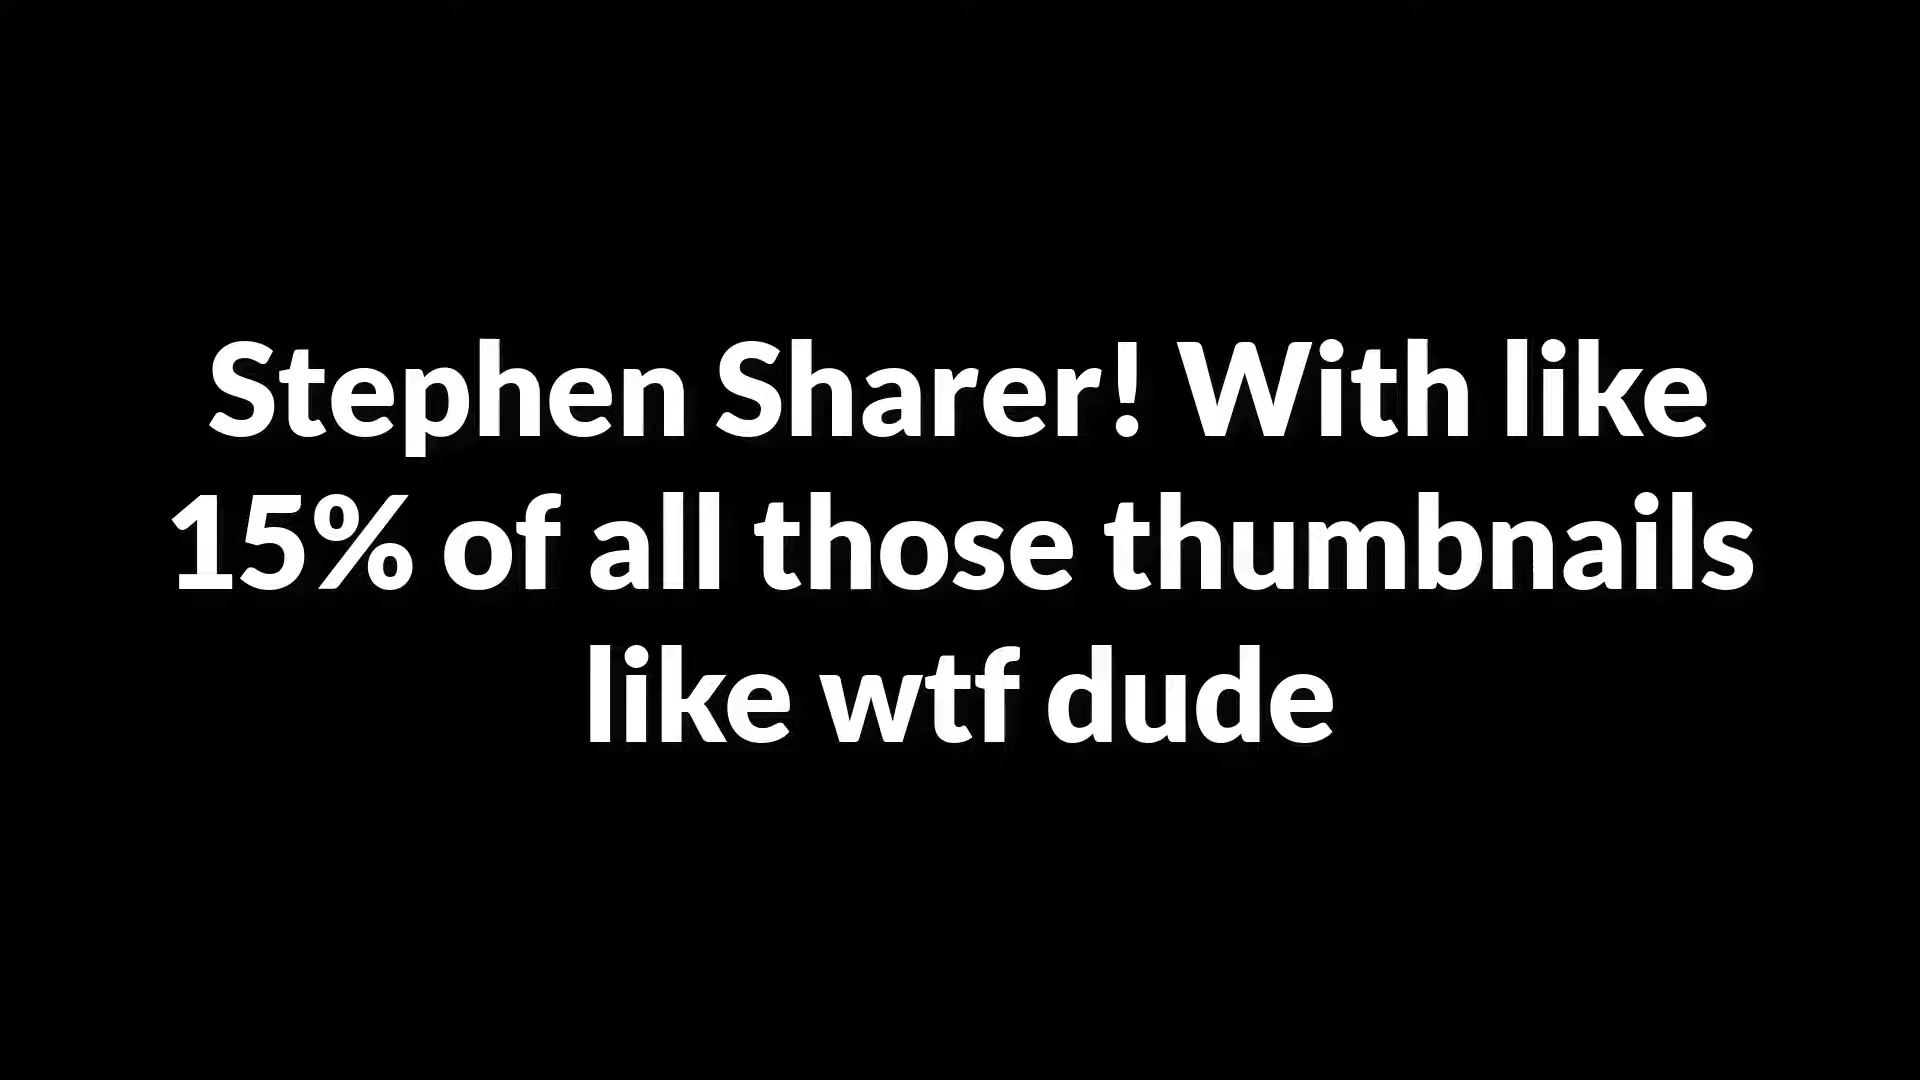 Stephen Sharer! With like
15% of all those thumbnails
like wtf dude